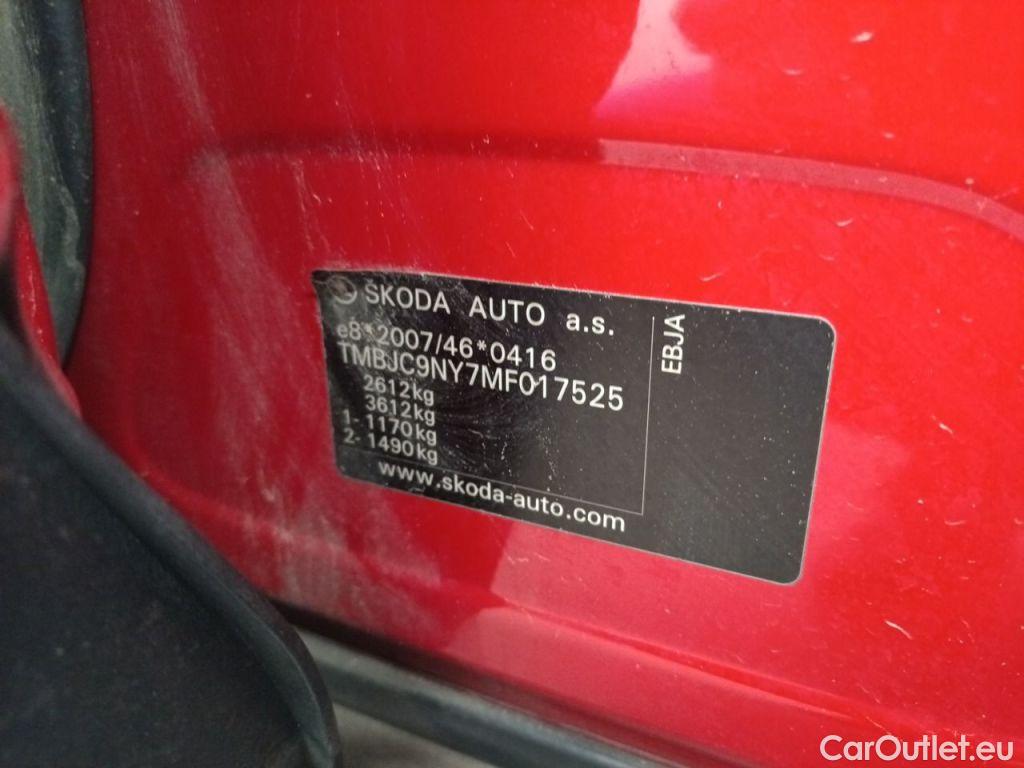 ŠKODA AUTO a.s.
e8*2007/46*0416
TMBJC9NY7MF017525
2612kg
3612kg
1- 1170kg
2- 1490kg
www.skoda-auto.com
EBJA
CarOutlet.eu